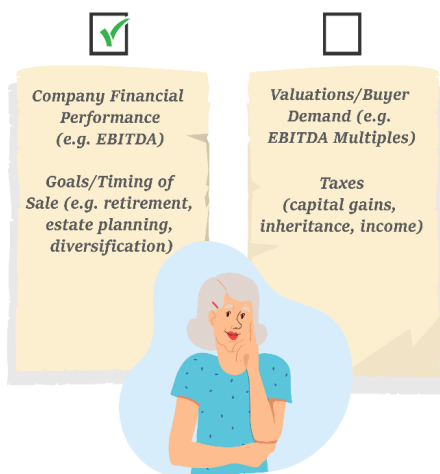 Company Financial
Performance
(e.g. EBITDA)
Goals/Timing of
Sale (e.g. retirement,
estate planning,
diversification)
Valuations/Buyer
Demand (e.g.
EBITDA Multiples)
Taxes
(capital gains,
inheritance, income)